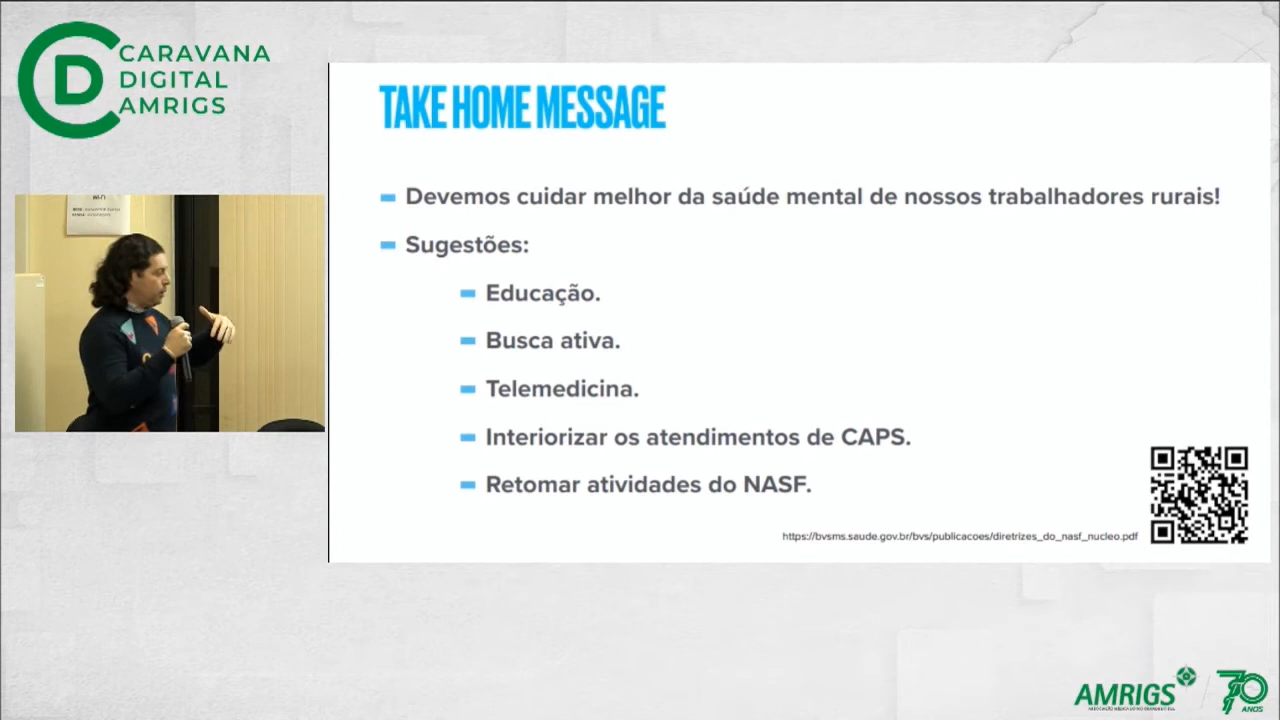 CARAVANA
DIGITAL
AMRIGS
TAKE HOME MESSAGE
Devemos cuidar melhor da saúde mental de nossos trabalhadores rurais!
Sugestões:
Educação.
Busca ativa.
Telemedicina.
Interiorizar os atendimentos de CAPS.
Retomar atividades do NASF.
https://bvsms.saude.gov.br/bvs/publicacoes/diretrizes_do_nasf_nucleo.pdf
Wi-Fi
AMRIGS
70
ANOS